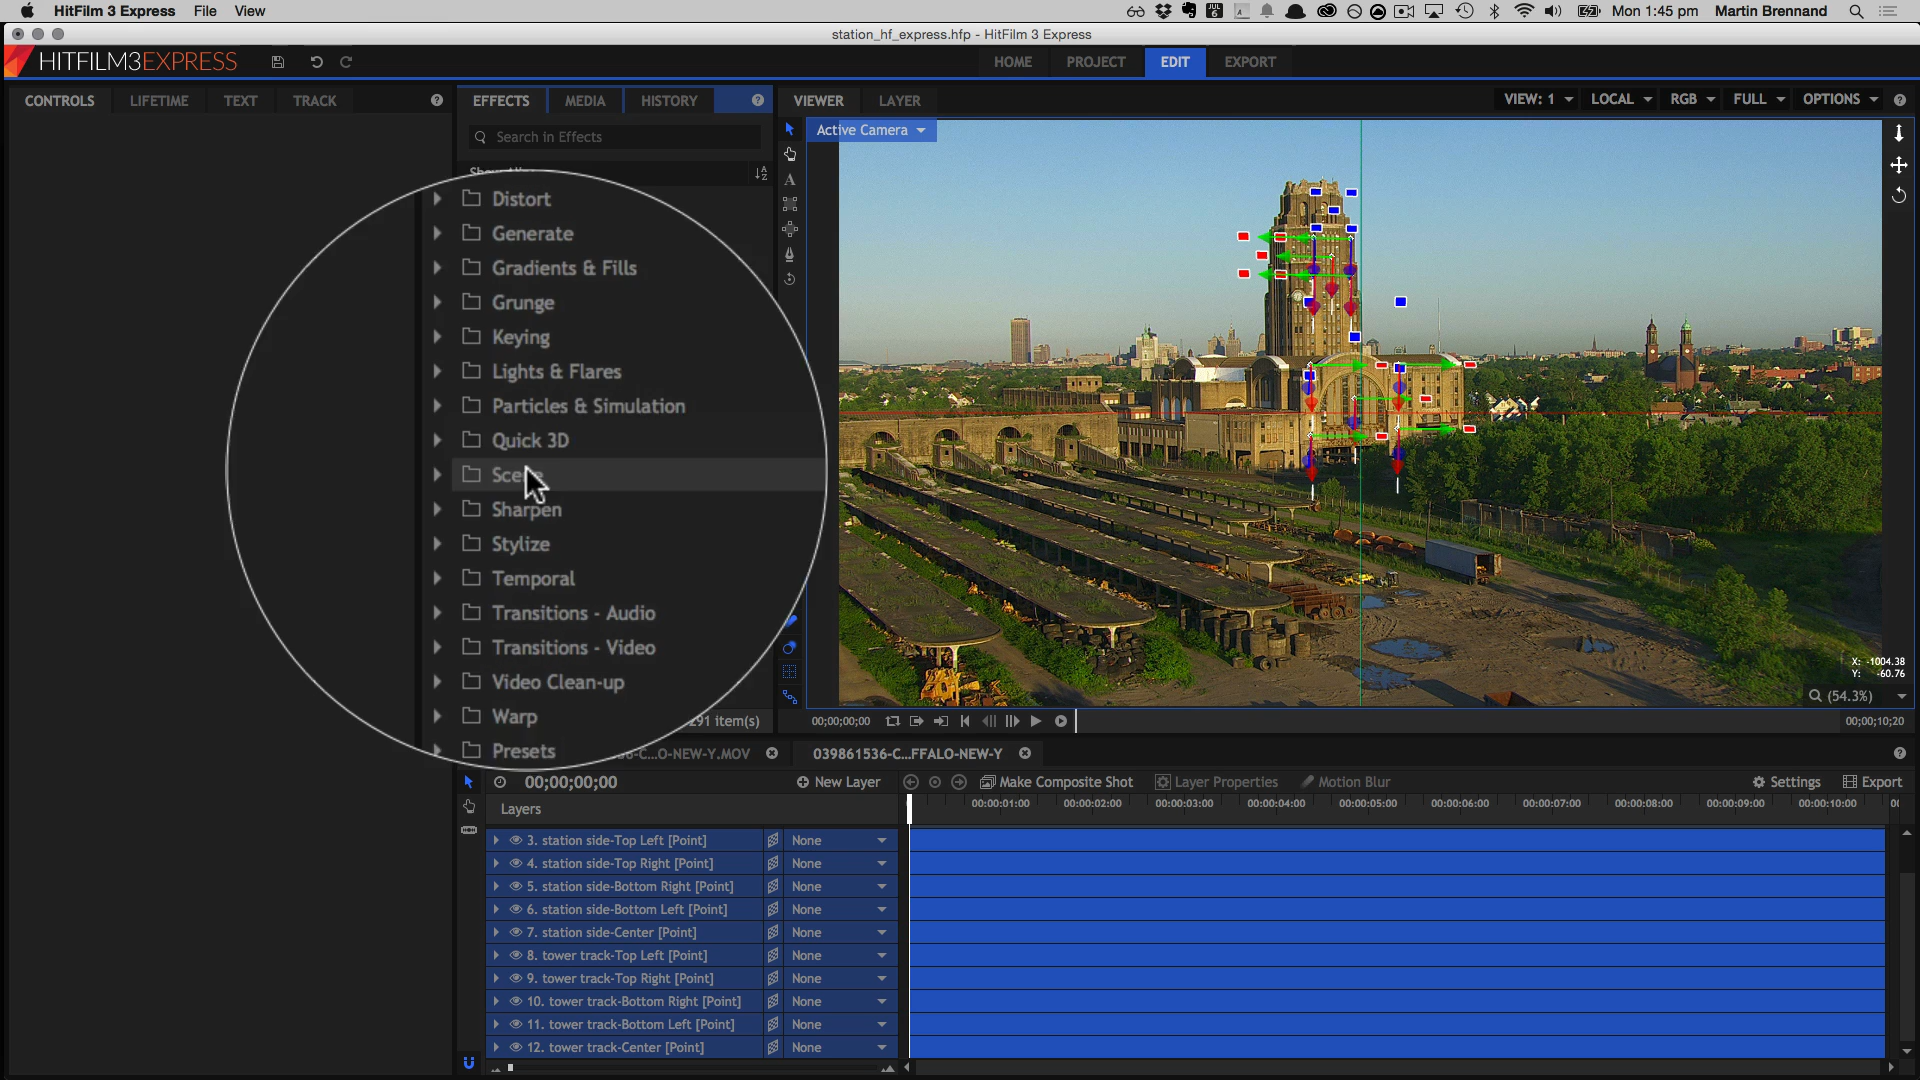 HitFilm 3 Express File View
JUL 6
Mon 1:45 pm Martin Brennand
station_hf_express.hfp - HitFilm 3 Express
HITFILM3EXPRESS
HOME PROJECT EDIT EXPORT
CONTROLS LIFETIME TEXT TRACK
EFFECTS MEDIA HISTORY
VIEWER LAYER
VIEW: 1 LOCAL RGB FULL OPTIONS
Search in Effects
Active Camera
Distort
Generate
Gradients & Fills
Grunge
Keying
Lights & Flares
Particles & Simulation
Quick 3D
Sharpen
Stylize
Temporal
Transitions - Audio
Transitions - Video
Video Clean-up
Warp
Presets
X: -1004.38
Y: -60.76
(54.3%)
291 item(s)
00;00;00;00
00;00;10;20
-C...O-NEW-Y.MOV
039861536-C...FFALO-NEW-Y
00;00;00;00
New Layer
Make Composite Shot
Layer Properties
Motion Blur
Settings
Export
Layers
00:00:01:00 00:00:02:00 00:00:03:00 00:00:04:00 00:00:05:00 00:00:06:00 00:00:07:00 00:00:08:00 00:00:09:00 00:00:10:00
3. station side-Top Left [Point] None
4. station side-Top Right [Point] None
5. station side-Bottom Right [Point] None
6. station side-Bottom Left [Point] None
7. station side-Center [Point] None
8. tower track-Top Left [Point] None
9. tower track-Top Right [Point] None
10. tower track-Bottom Right [Point] None
11. tower track-Bottom Left [Point] None
12. tower track-Center [Point] None